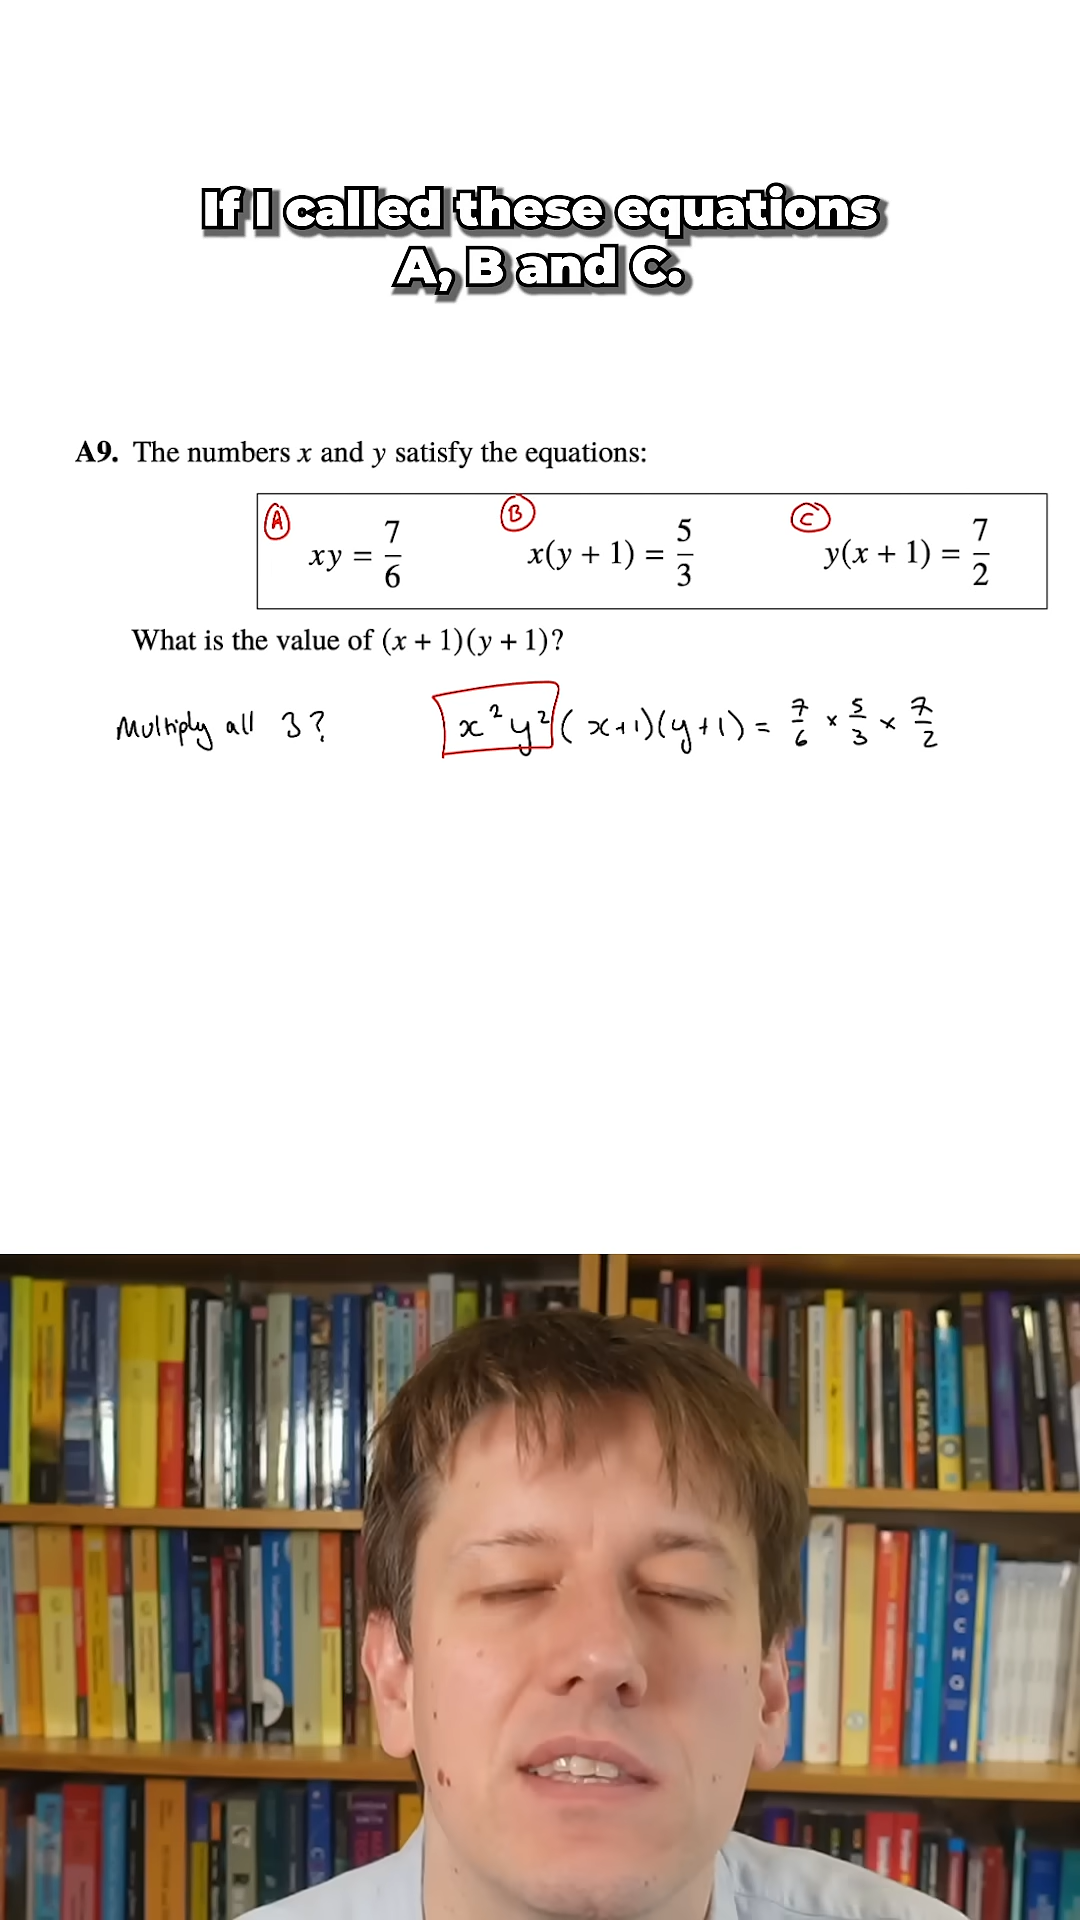 If I called these equations
A, B and C.
A9. The numbers x and y satisfy the equations:
Ⓐ xy = 7/6 Ⓑ x(y + 1) = 5/3 Ⓒ y(x + 1) = 7/2
What is the value of (x + 1)(y + 1)?
Multiply all 3? x²y²(x+1)(y+1) = 7/6 × 5/3 × 7/2
CHAOS
GCHQ